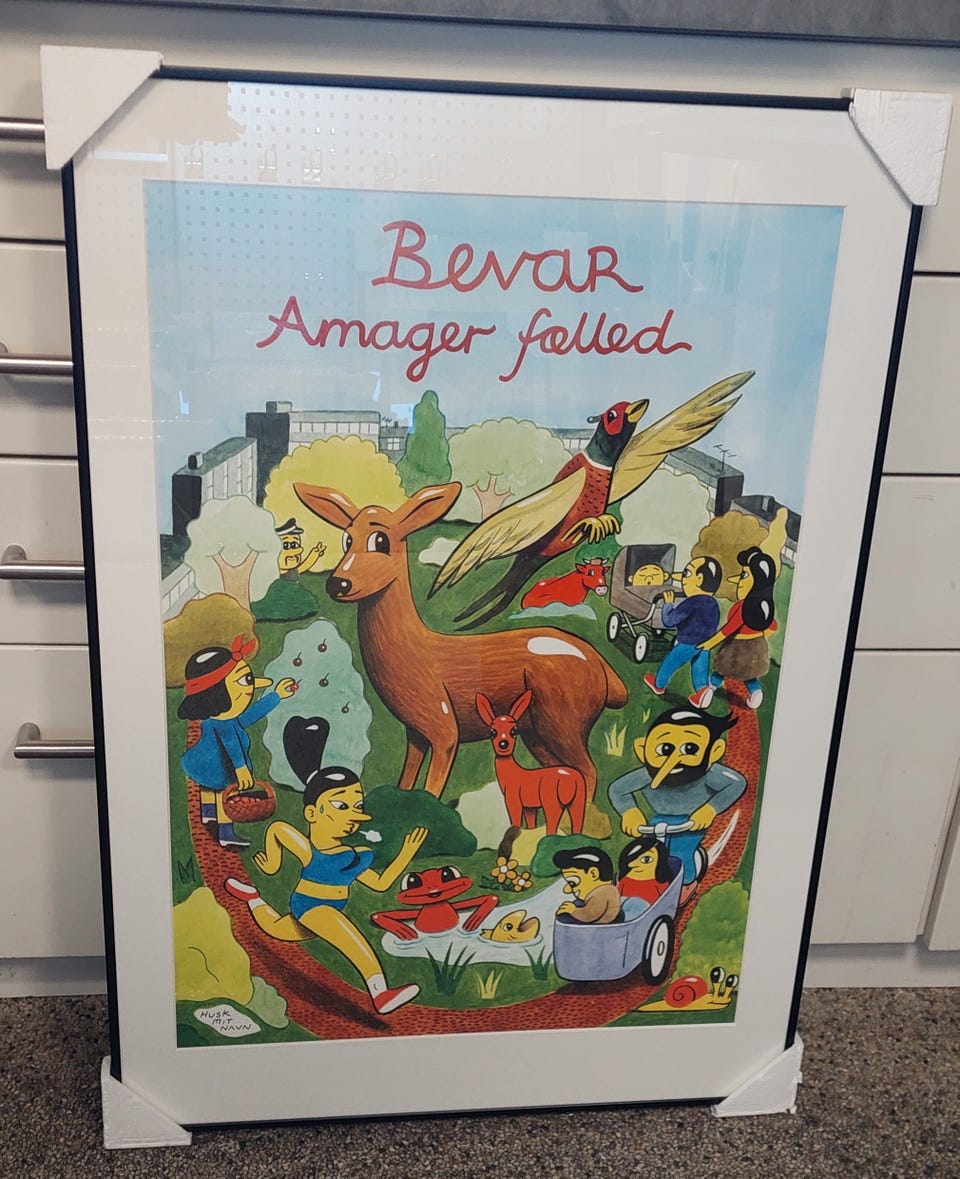 Bevar
Amager fælled
HUSK
MIT
NAVN